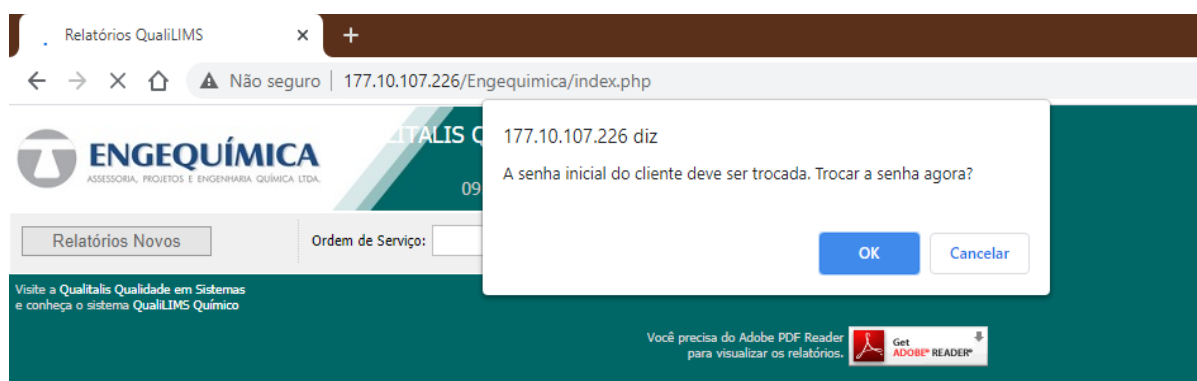 Relatórios QualiLIMS
Não seguro | 177.10.107.226/Engequimica/index.php
177.10.107.226 diz
A senha inicial do cliente deve ser trocada. Trocar a senha agora?
OK
Cancelar
ENGEQUÍMICA
ASSESSORIA, PROJETOS E ENGENHARIA QUÍMICA LTDA.
09
Relatórios Novos
Ordem de Serviço:
Visite a Qualitalis Qualidade em Sistemas
e conheça o sistema QualiLIMS Químico
Você precisa do Adobe PDF Reader
para visualizar os relatórios.
Get
ADOBE® READER®